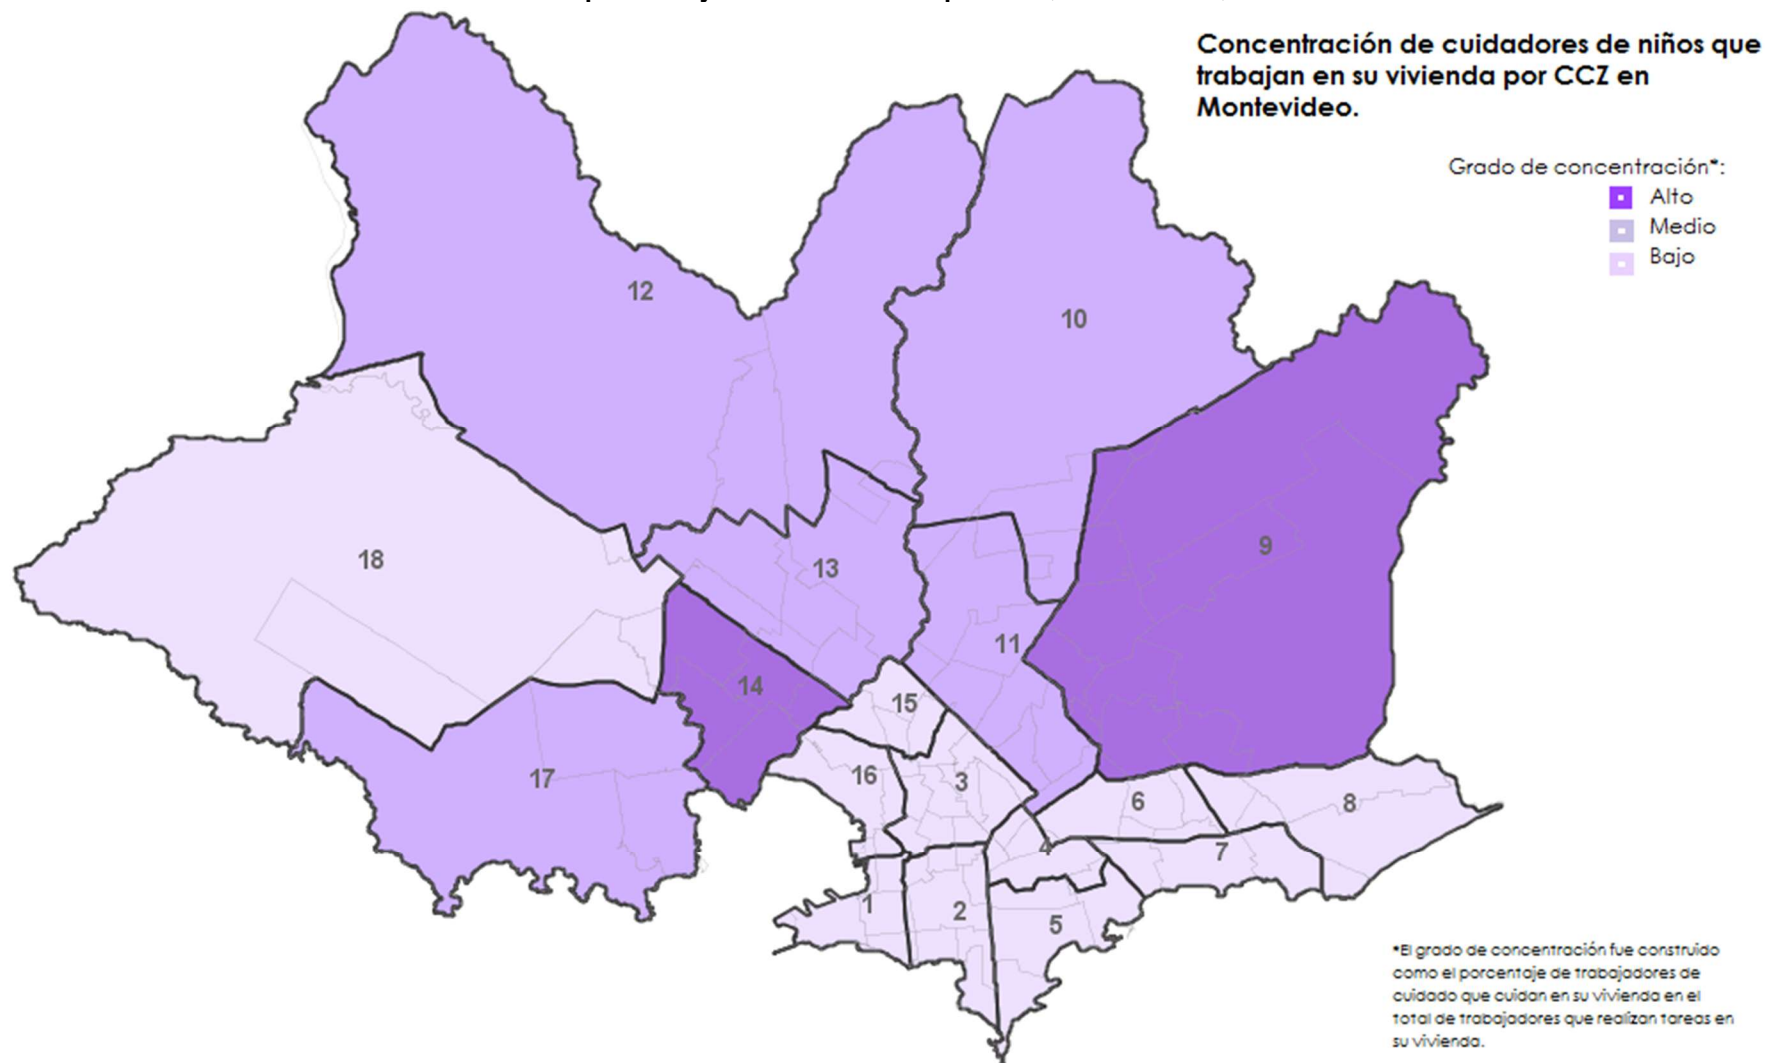 Concentración de cuidadores de niños que
trabajan en su vivienda por CCZ en
Montevideo.
Grado de concentración*:
Alto
Medio
Bajo
12
10
9
18
13
11
14
15
17
16
3
6
8
4
7
1
2
5
*El grado de concentración fue construido
como el porcentaje de trabajadores de
cuidado que cuidan en su vivienda en el
total de trabajadores que realizan tareas en
su vivienda.